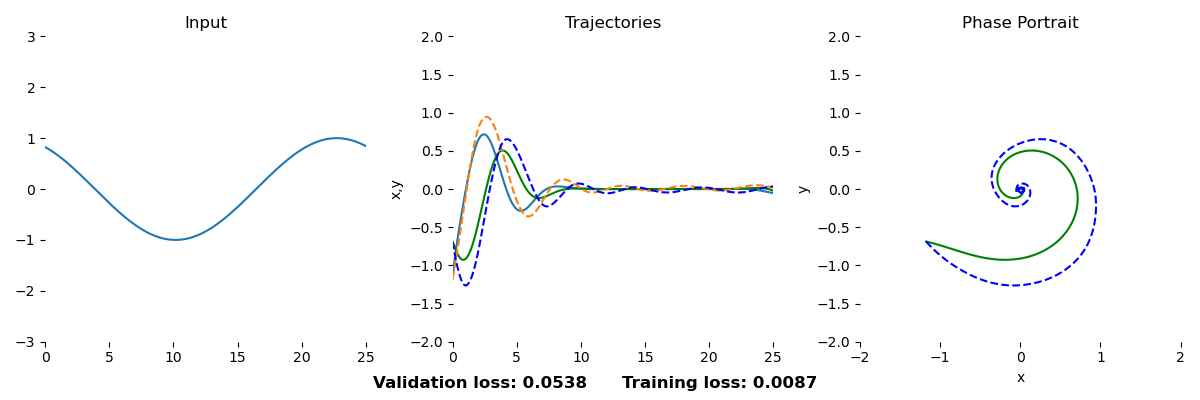 Input
3
2
1
0
−1
−2
−3
0 5 10 15 20 25
Trajectories
x,y
2.0
1.5
1.0
0.5
0.0
−0.5
−1.0
−1.5
−2.0
0 5 10 15 20 25
Phase Portrait
y
2.0
1.5
1.0
0.5
0.0
−0.5
−1.0
−1.5
−2.0
−2 −1 0 1 2
x
Validation loss: 0.0538 Training loss: 0.0087